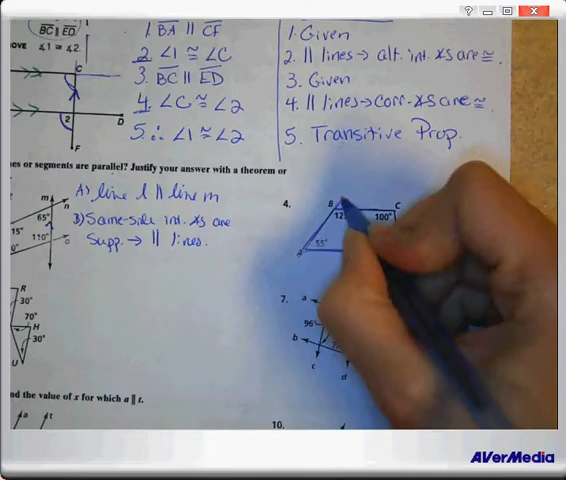 BC || ED
1. BA || CF
1. Given
OVE ∡1 ≅ ∡2.
2. ∠1 ≅ ∠C
2. || lines → alt. int. ∡s are ≅.
C
3. BC || ED
3. Given
4. ∠C ≅ ∠2
4. || lines → corr. ∡s are ≅.
2
D
5. ∴ ∠1 ≅ ∠2
5. Transitive Prop.
F
nes or segments are parallel? Justify your answer with a theorem or
m
n
A) line l || line m
65°
15°
B) Same-side int. ∡s are
110°
o
0°
Supp. → || lines.
4.
B
C
12
100°
55°
R
30°
70°
H
30°
U
7.
a
96°
b
c
d
nd the value of x for which a || t.
a
t
10.
AVerMedia